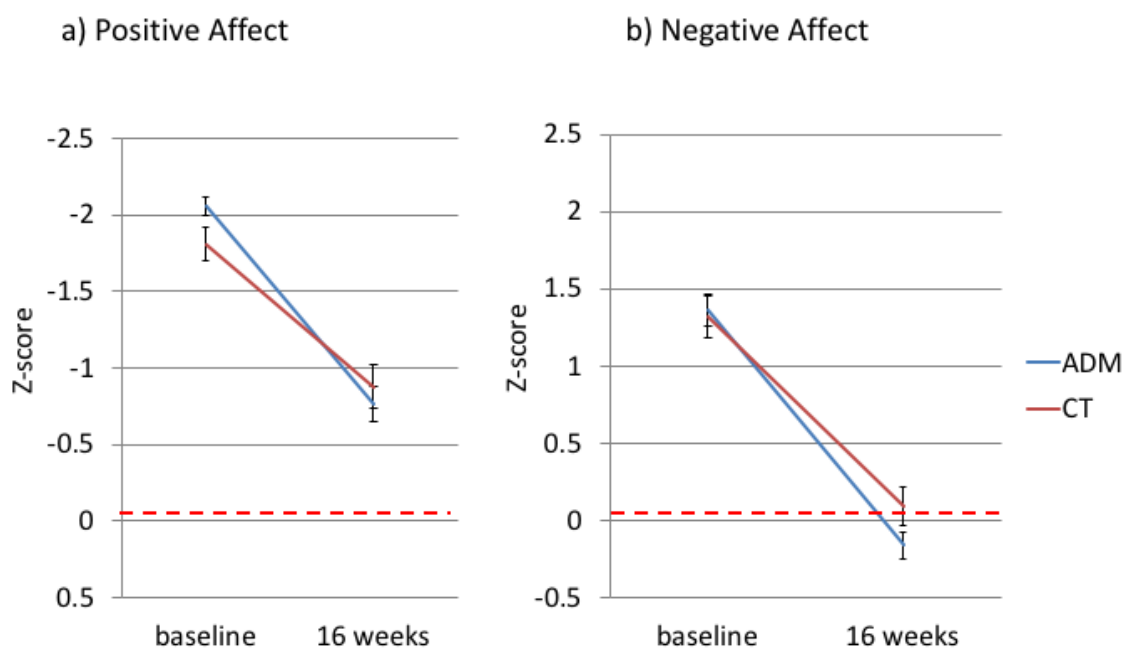 a) Positive Affect
-2.5
-2
-1.5
-1
-0.5
0
0.5
Z-score
baseline
16 weeks
b) Negative Affect
2.5
2
1.5
1
0.5
0
-0.5
Z-score
baseline
16 weeks
ADM
CT